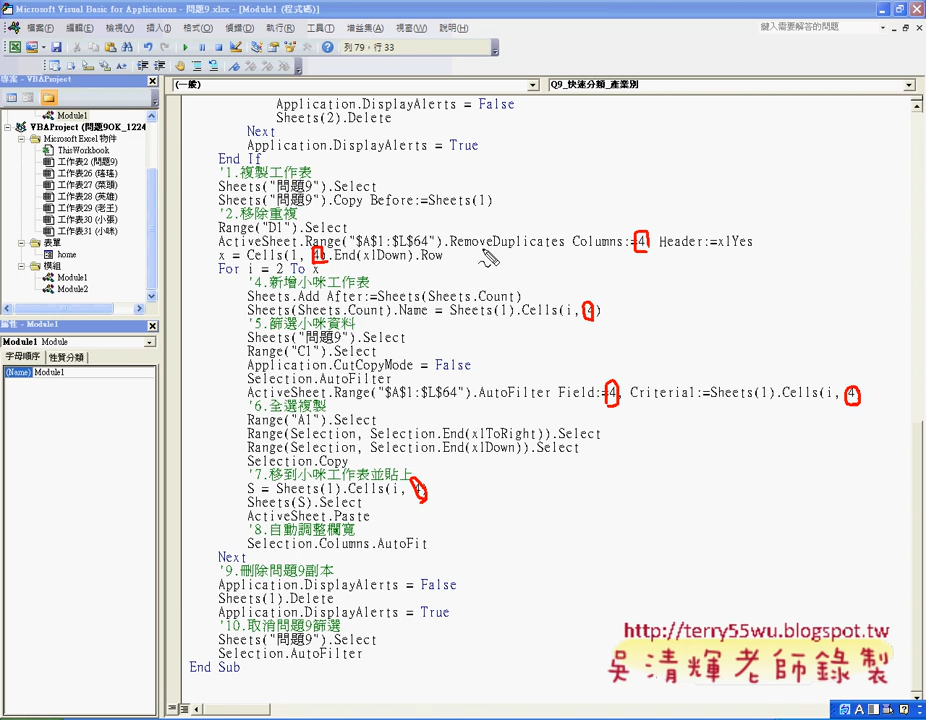 Microsoft Visual Basic for Applications - 問題9.xlsx - [Module1 (程式碼)]
檔案(F) 編輯(E) 檢視(V) 插入(I) 格式(O) 偵錯(D) 執行(R) 工具(T) 增益集(A) 視窗(W) 說明(H)
鍵入需要解答的問題
列 79, 行 33
專案 - VBAProject
(一般)
Q9_快速分類_產業別
Module1
VBAProject (問題9OK_1224
Microsoft Excel 物件
ThisWorkbook
工作表2 (問題9)
工作表26 (瑤瑤)
工作表27 (菜頭)
工作表28 (英雄)
工作表29 (老王)
工作表30 (小張)
工作表31 (小咪)
表單
home
模組
Module1
Module2
屬性 - Module1
Module1 Module
字母順序 性質分類
(Name) Module1
Application.DisplayAlerts = False
Sheets(2).Delete
Next
Application.DisplayAlerts = True
End If
'1.複製工作表
Sheets("問題9").Select
Sheets("問題9").Copy Before:=Sheets(1)
'2.移除重複
Range("D1").Select
ActiveSheet.Range("$A$1:$L$64").RemoveDuplicates Columns:=4, Header:=xlYes
x = Cells(1, 4).End(xlDown).Row
For i = 2 To x
'4.新增小咪工作表
Sheets.Add After:=Sheets(Sheets.Count)
Sheets(Sheets.Count).Name = Sheets(1).Cells(i, 4)
'5.篩選小咪資料
Sheets("問題9").Select
Range("C1").Select
Application.CutCopyMode = False
Selection.AutoFilter
ActiveSheet.Range("$A$1:$L$64").AutoFilter Field:=4, Criteria1:=Sheets(1).Cells(i, 4)
'6.全選複製
Range("A1").Select
Range(Selection, Selection.End(xlToRight)).Select
Range(Selection, Selection.End(xlDown)).Select
Selection.Copy
'7.移到小咪工作表並貼上
S = Sheets(1).Cells(i, 4)
Sheets(S).Select
ActiveSheet.Paste
'8.自動調整欄寬
Selection.Columns.AutoFit
Next
'9.刪除問題9副本
Application.DisplayAlerts = False
Sheets(1).Delete
Application.DisplayAlerts = True
'10.取消問題9篩選
Sheets("問題9").Select
Selection.AutoFilter
End Sub
http://terry55wu.blogspot.tw
吳清輝老師錄製